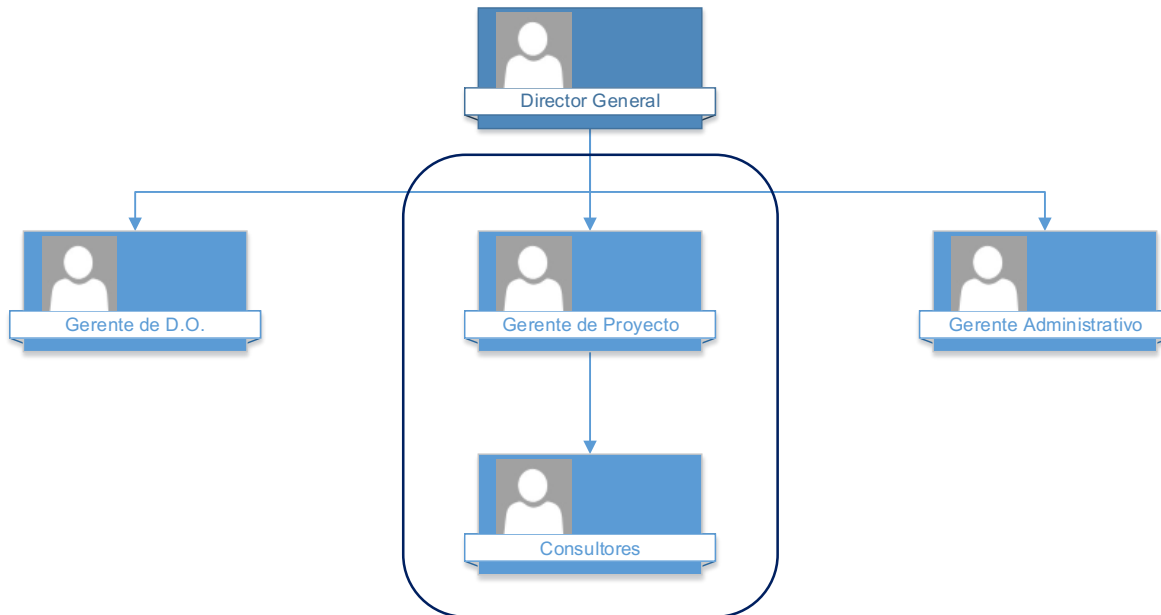 Director General
Gerente de D.O.
Gerente de Proyecto
Gerente Administrativo
Consultores